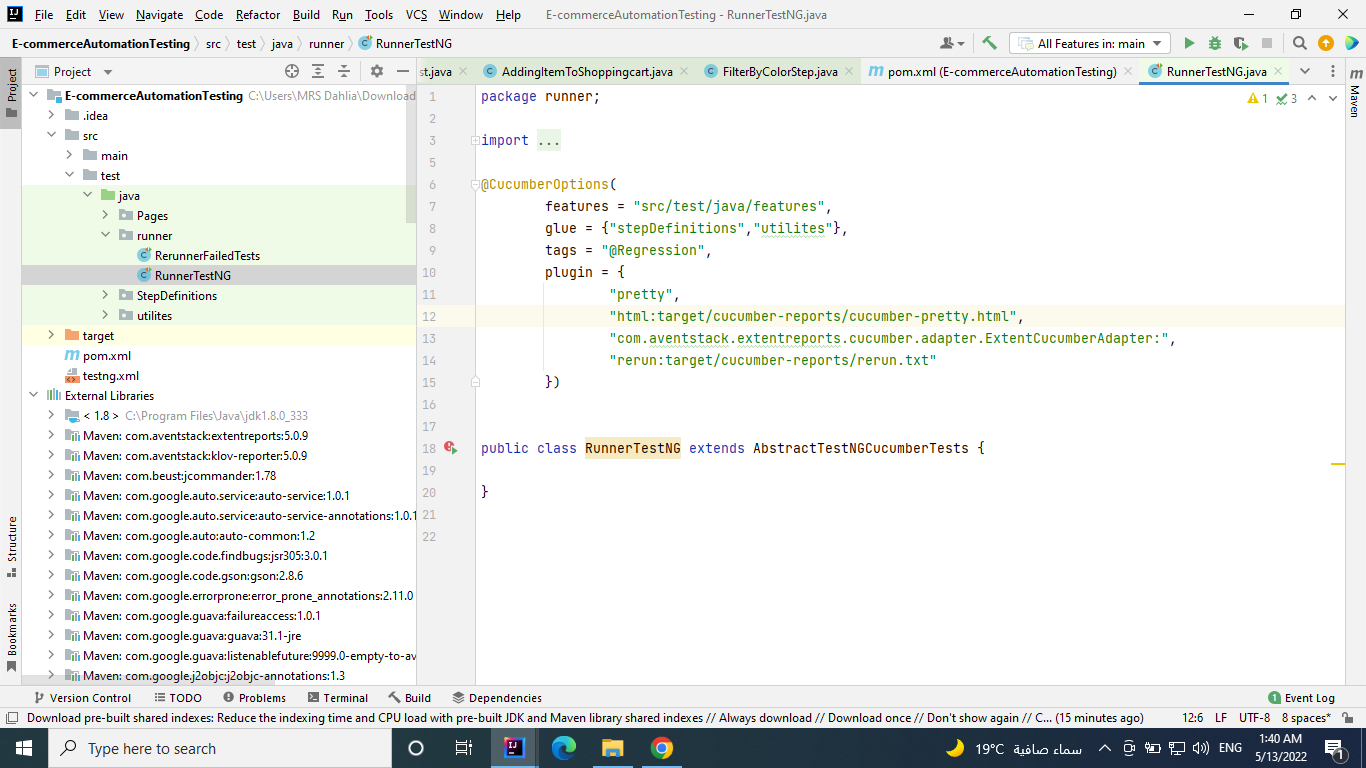 File Edit View Navigate Code Refactor Build Run Tools VCS Window Help E-commerceAutomationTesting - RunnerTestNG.java
E-commerceAutomationTesting src test java runner RunnerTestNG All Features in: main
Project
Project
st.java AddingItemToShoppingcart.java FilterByColorStep.java pom.xml (E-commerceAutomationTesting) RunnerTestNG.java
Maven
E-commerceAutomationTesting C:\Users\MRS Dahlia\Download
.idea
src
main
test
java
Pages
runner
RerunnerFailedTests
RunnerTestNG
StepDefinitions
utilites
target
pom.xml
testng.xml
External Libraries
< 1.8 > C:\Program Files\Java\jdk1.8.0_333
Maven: com.aventstack:extentreports:5.0.9
Maven: com.aventstack:klov-reporter:5.0.9
Maven: com.beust:jcommander:1.78
Maven: com.google.auto.service:auto-service:1.0.1
Maven: com.google.auto.service:auto-service-annotations:1.0.1
Maven: com.google.auto:auto-common:1.2
Maven: com.google.code.findbugs:jsr305:3.0.1
Maven: com.google.code.gson:gson:2.8.6
Maven: com.google.errorprone:error_prone_annotations:2.11.0
Maven: com.google.guava:failureaccess:1.0.1
Maven: com.google.guava:guava:31.1-jre
Maven: com.google.guava:listenablefuture:9999.0-empty-to-av
Maven: com.google.j2objc:j2objc-annotations:1.3
Structure
Bookmarks
1 package runner;
1 3
2
3 import ...
5
6 @CucumberOptions(
7 features = "src/test/java/features",
8 glue = {"stepDefinitions","utilites"},
9 tags = "@Regression",
10 plugin = {
11 "pretty",
12 "html:target/cucumber-reports/cucumber-pretty.html",
13 "com.aventstack.extentreports.cucumber.adapter.ExtentCucumberAdapter:",
14 "rerun:target/cucumber-reports/rerun.txt"
15 })
16
17
18 public class RunnerTestNG extends AbstractTestNGCucumberTests {
19
20 }
21
22
Version Control TODO Problems Terminal Build Dependencies 1 Event Log
Download pre-built shared indexes: Reduce the indexing time and CPU load with pre-built JDK and Maven library shared indexes // Always download // Download once // Don't show again // C... (15 minutes ago) 12:6 LF UTF-8 8 spaces*
Type here to search 19°C سماء صافية ENG 1:40 AM
5/13/2022 1